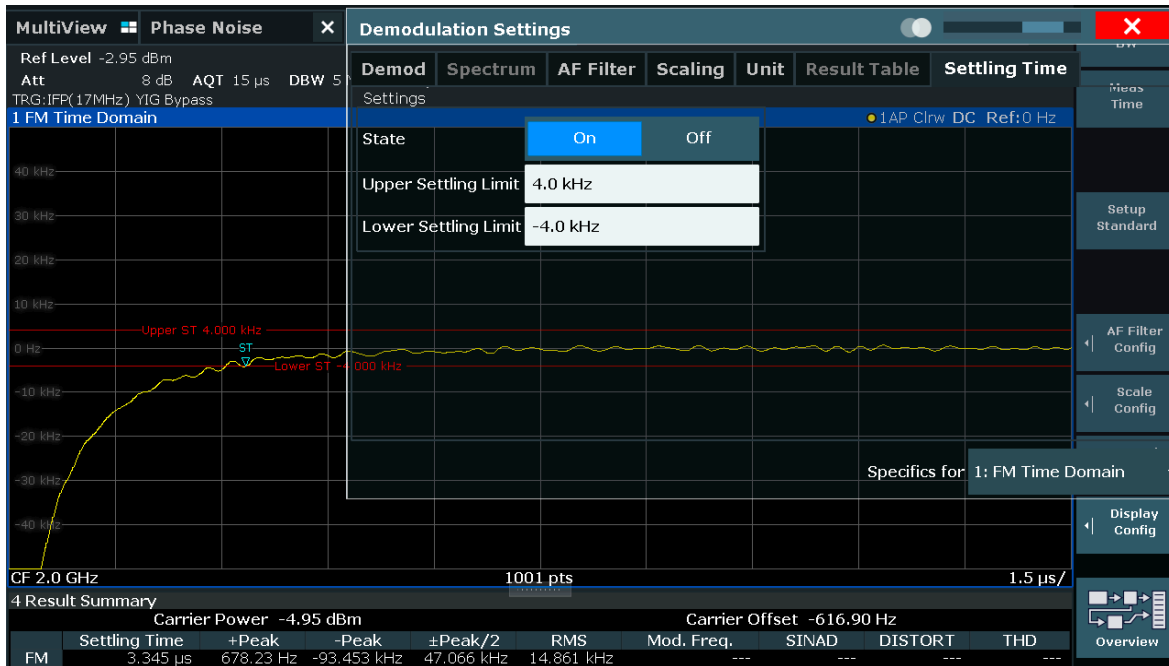 MultiView Phase Noise
Demodulation Settings
Ref Level -2.95 dBm
Att 8 dB AQT 15 µs DBW 5
TRG:IFP(17MHz) YIG Bypass
1 FM Time Domain
1AP Clrw DC Ref:0 Hz
Demod Spectrum AF Filter Scaling Unit Result Table Settling Time
Settings
State On Off
Upper Settling Limit 4.0 kHz
Lower Settling Limit -4.0 kHz
40 kHz
30 kHz
20 kHz
10 kHz
Upper ST 4.000 kHz
0 Hz
ST
Lower ST -4.000 kHz
-10 kHz
-20 kHz
-30 kHz
-40 kHz
Specifics for 1: FM Time Domain
CF 2.0 GHz 1001 pts 1.5 µs/
Meas
Time
Setup
Standard
AF Filter
Config
Scale
Config
Display
Config
Overview
4 Result Summary
Carrier Power -4.95 dBm Carrier Offset -616.90 Hz
Settling Time +Peak -Peak ±Peak/2 RMS Mod. Freq. SINAD DISTORT THD
FM 3.345 µs 678.23 Hz -93.453 kHz 47.066 kHz 14.861 kHz --- --- --- ---